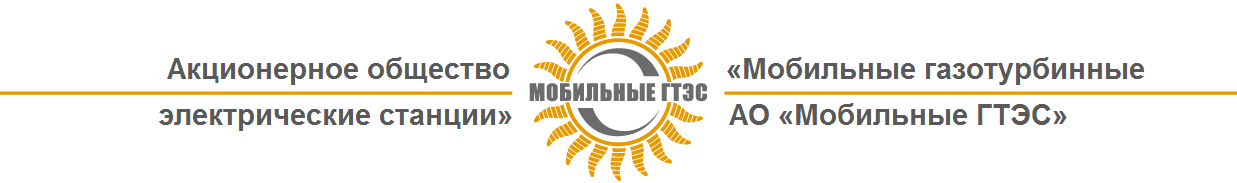 Акционерное общество «Мобильные газотурбинные
МОБИЛЬНЫЕ ГТЭС
электрические станции» АО «Мобильные ГТЭС»